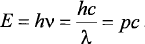 E = hν = hc/λ = pc.